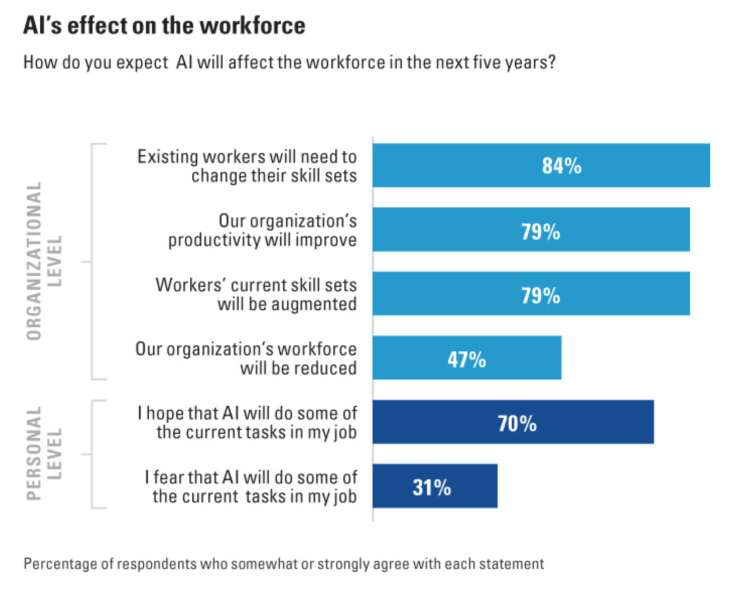 AI's effect on the workforce
How do you expect AI will affect the workforce in the next five years?
ORGANIZATIONAL
LEVEL
Existing workers will need to
change their skill sets
84%
Our organization's
productivity will improve
79%
Workers' current skill sets
will be augmented
79%
Our organization's workforce
will be reduced
47%
PERSONAL
LEVEL
I hope that AI will do some of
the current tasks in my job
70%
I fear that AI will do some of
the current tasks in my job
31%
Percentage of respondents who somewhat or strongly agree with each statement